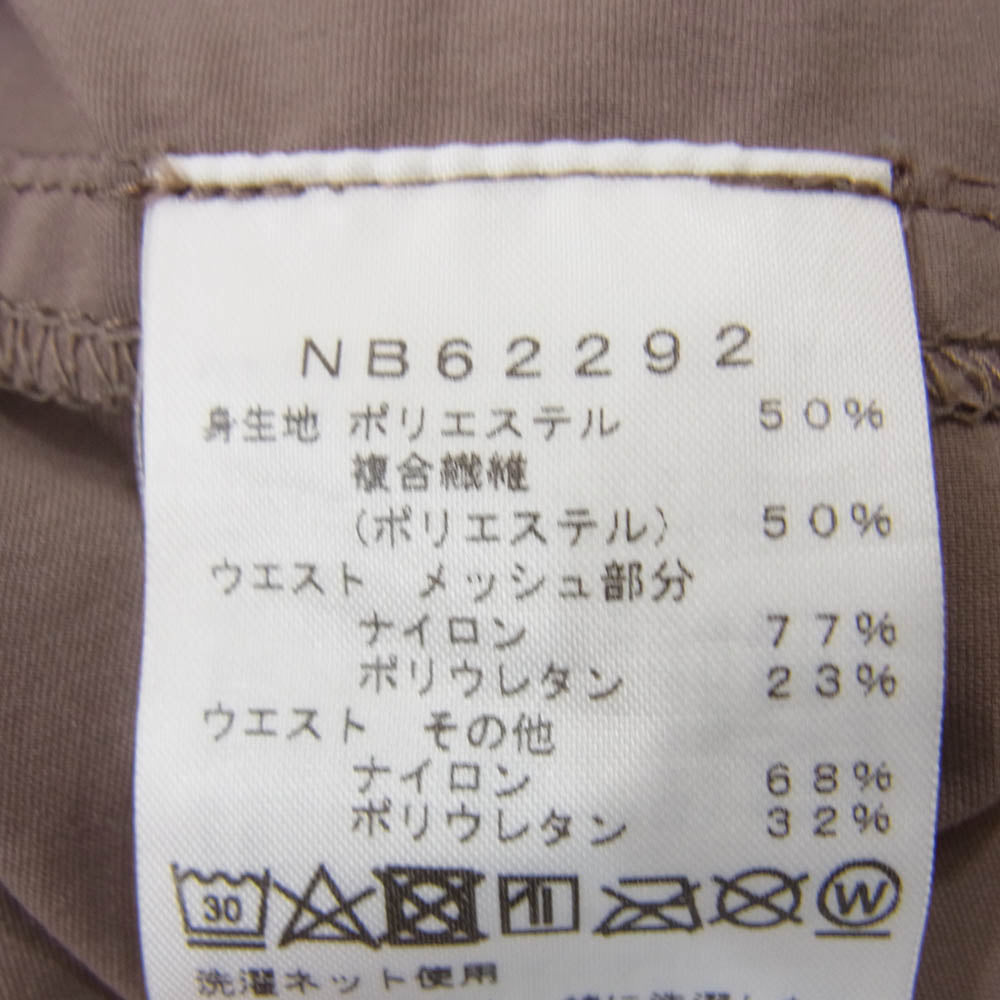 NB62292
身生地 ポリエステル 50%
複合繊維
(ポリエステル) 50%
ウエスト メッシュ部分
ナイロン 77%
ポリウレタン 23%
ウエスト その他
ナイロン 68%
ポリウレタン 32%
30 W
洗濯ネット使用